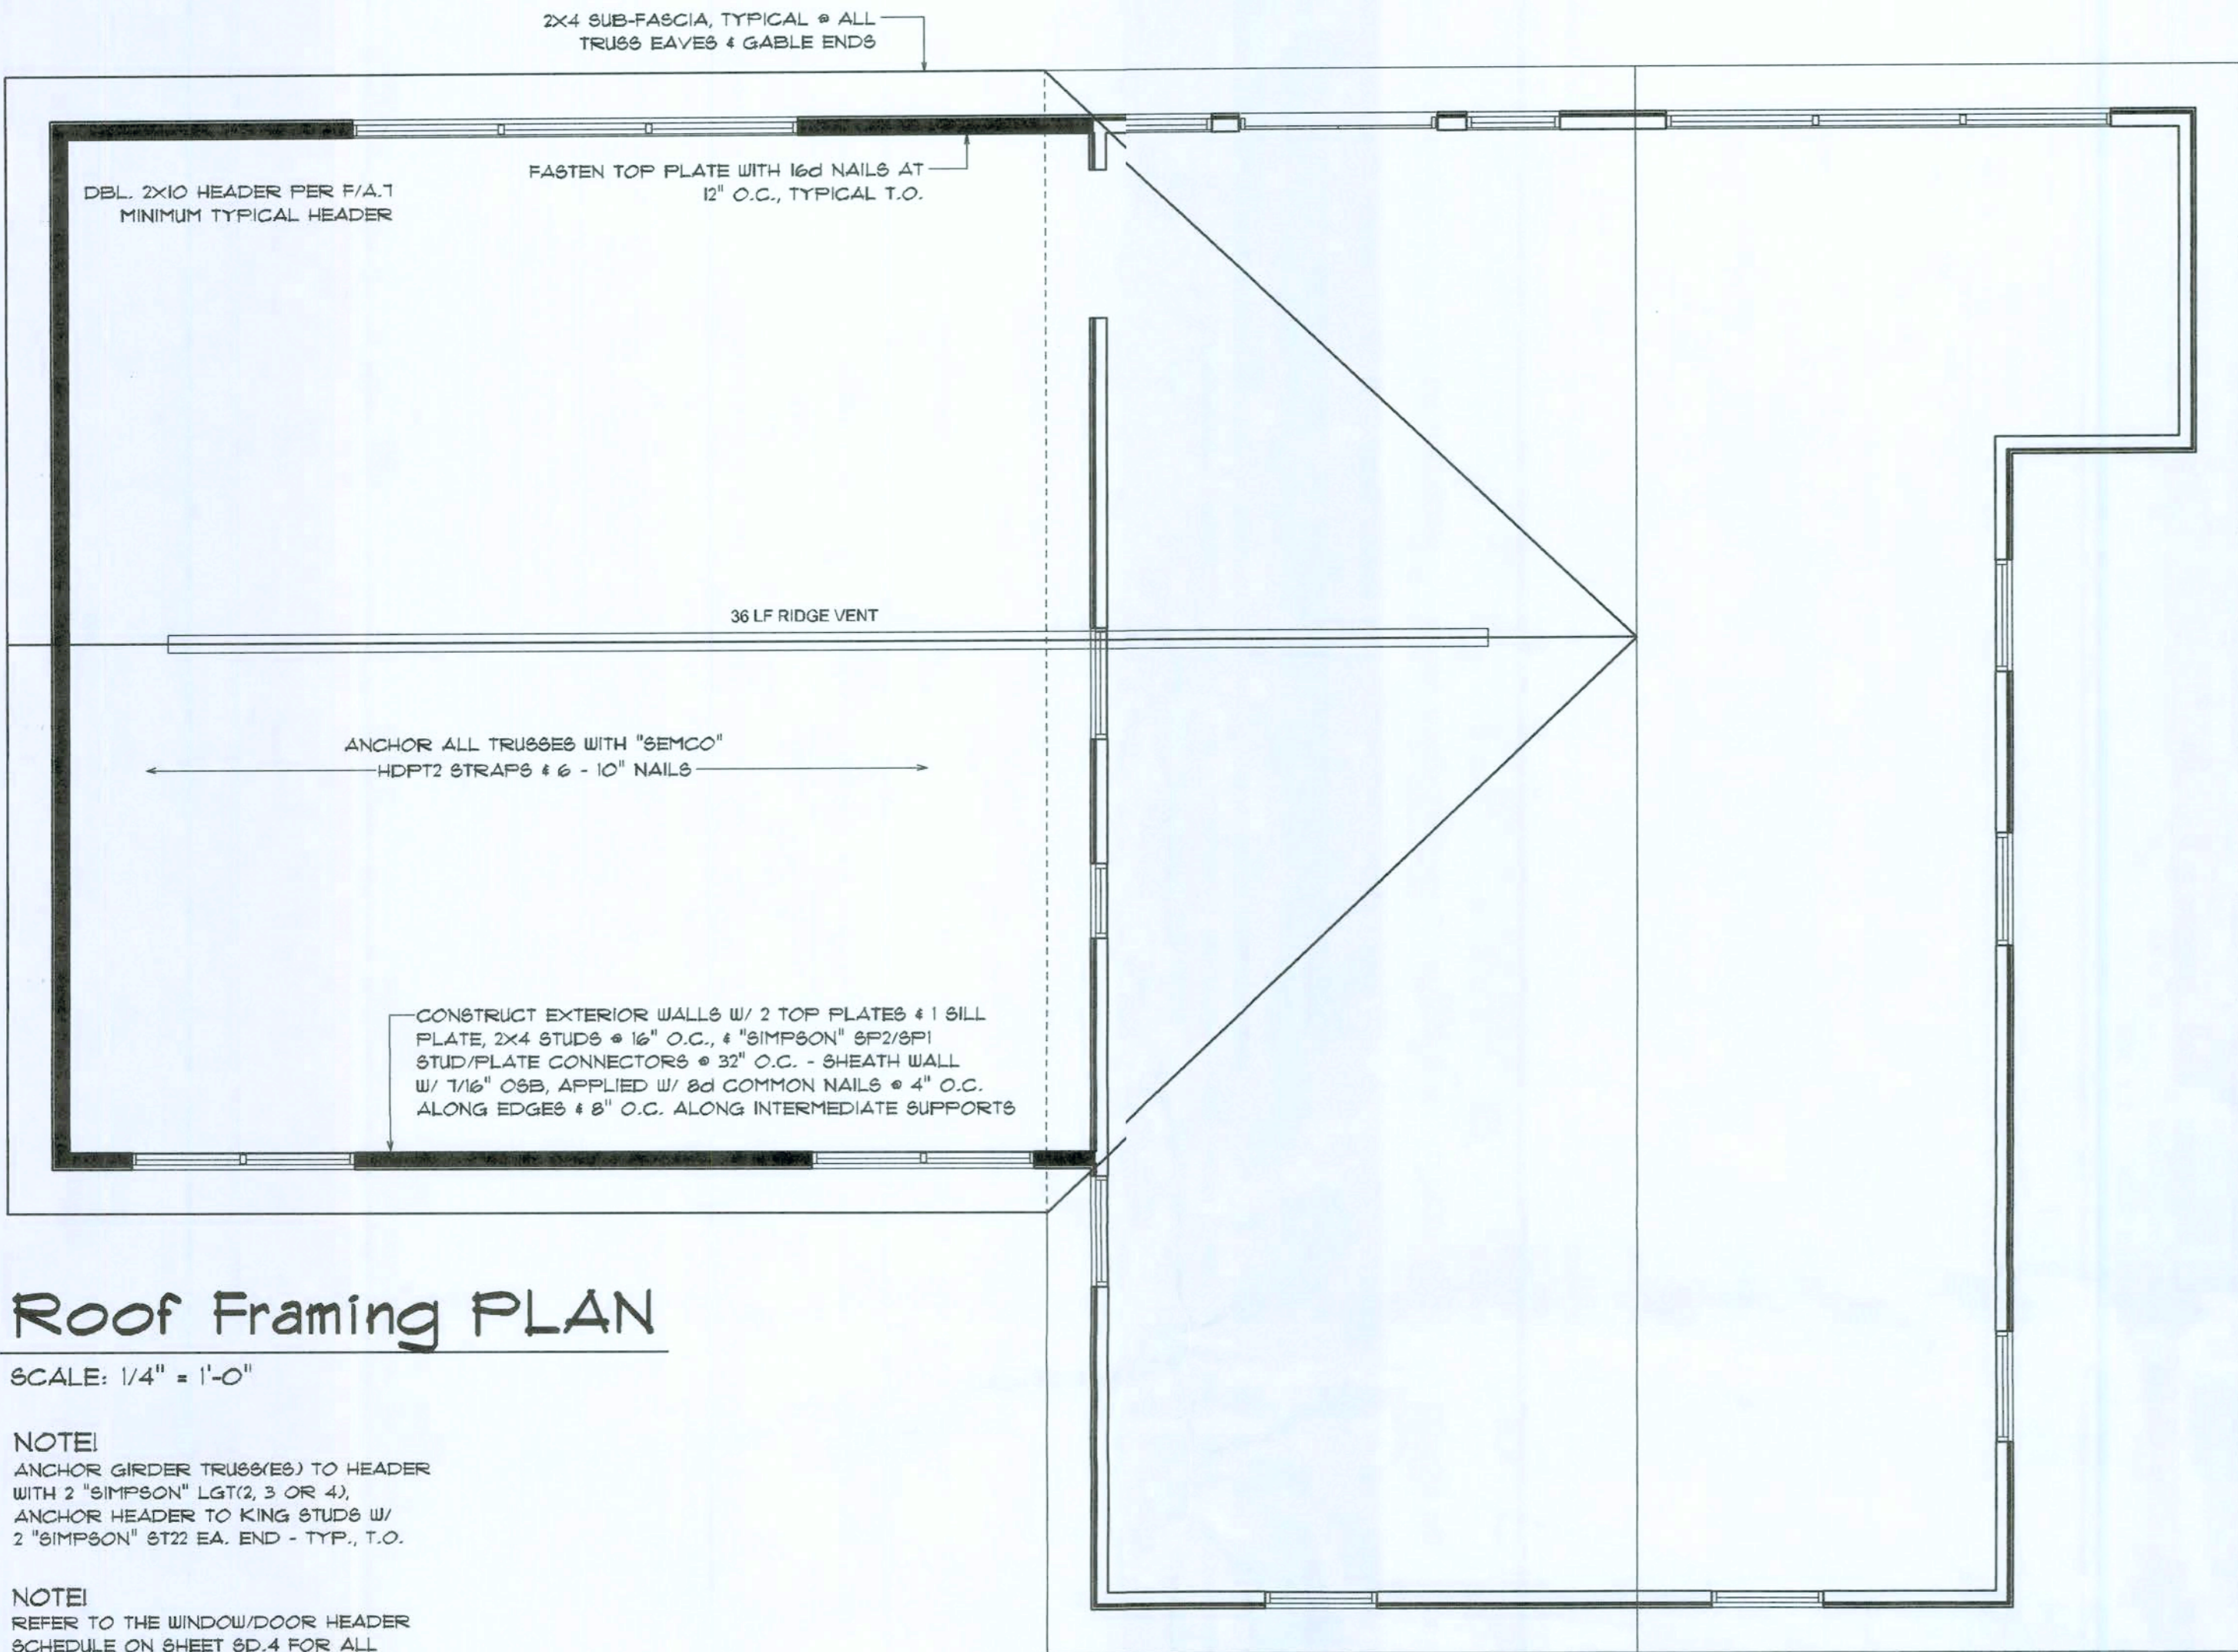 2X4 SUB-FASCIA, TYPICAL @ ALL
TRUSS EAVES & GABLE ENDS
FASTEN TOP PLATE WITH 16d NAILS AT
12" O.C., TYPICAL T.O.
DBL. 2X10 HEADER PER F/A.7
MINIMUM TYPICAL HEADER
36 LF RIDGE VENT
ANCHOR ALL TRUSSES WITH "SEMCO"
HDPT2 STRAPS & 6 - 10" NAILS
CONSTRUCT EXTERIOR WALLS W/ 2 TOP PLATES & 1 SILL
PLATE, 2X4 STUDS @ 16" O.C., & "SIMPSON" SP2/SP1
STUD/PLATE CONNECTORS @ 32" O.C. - SHEATH WALL
W/ 7/16" OSB, APPLIED W/ 8d COMMON NAILS @ 4" O.C.
ALONG EDGES & 8" O.C. ALONG INTERMEDIATE SUPPORTS
Roof Framing PLAN
SCALE: 1/4" = 1'-0"
NOTE!
ANCHOR GIRDER TRUSS(ES) TO HEADER
WITH 2 "SIMPSON" LGT(2, 3 OR 4),
ANCHOR HEADER TO KING STUDS W/
2 "SIMPSON" ST22 EA. END - TYP., T.O.
NOTE!
REFER TO THE WINDOW/DOOR HEADER
SCHEDULE ON SHEET SD.4 FOR ALL